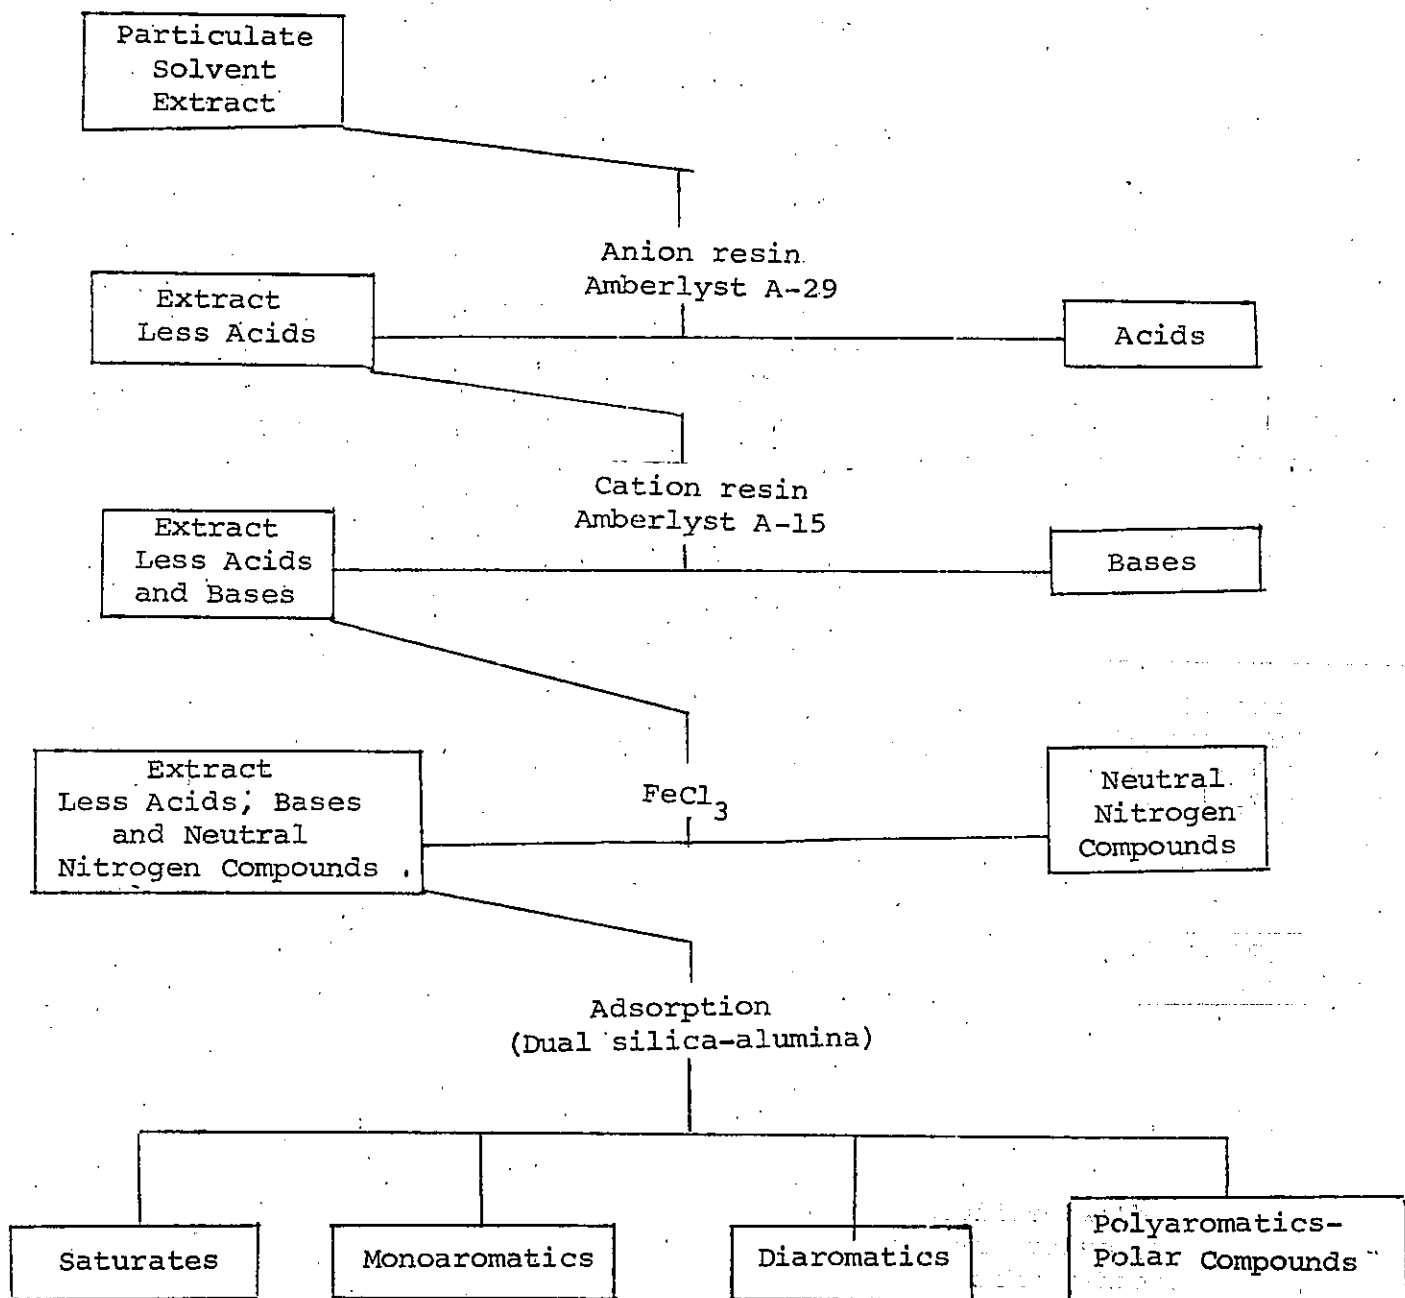 Particulate
Solvent
Extract
Anion resin
Amberlyst A-29
Extract
Less Acids
Acids
Cation resin
Amberlyst A-15
Extract
Less Acids
and Bases
Bases
Extract
Less Acids, Bases
and Neutral
Nitrogen Compounds
FeCl3
Neutral
Nitrogen
Compounds
Adsorption
(Dual silica-alumina)
Saturates
Monoaromatics
Diaromatics
Polyaromatics-
Polar Compounds